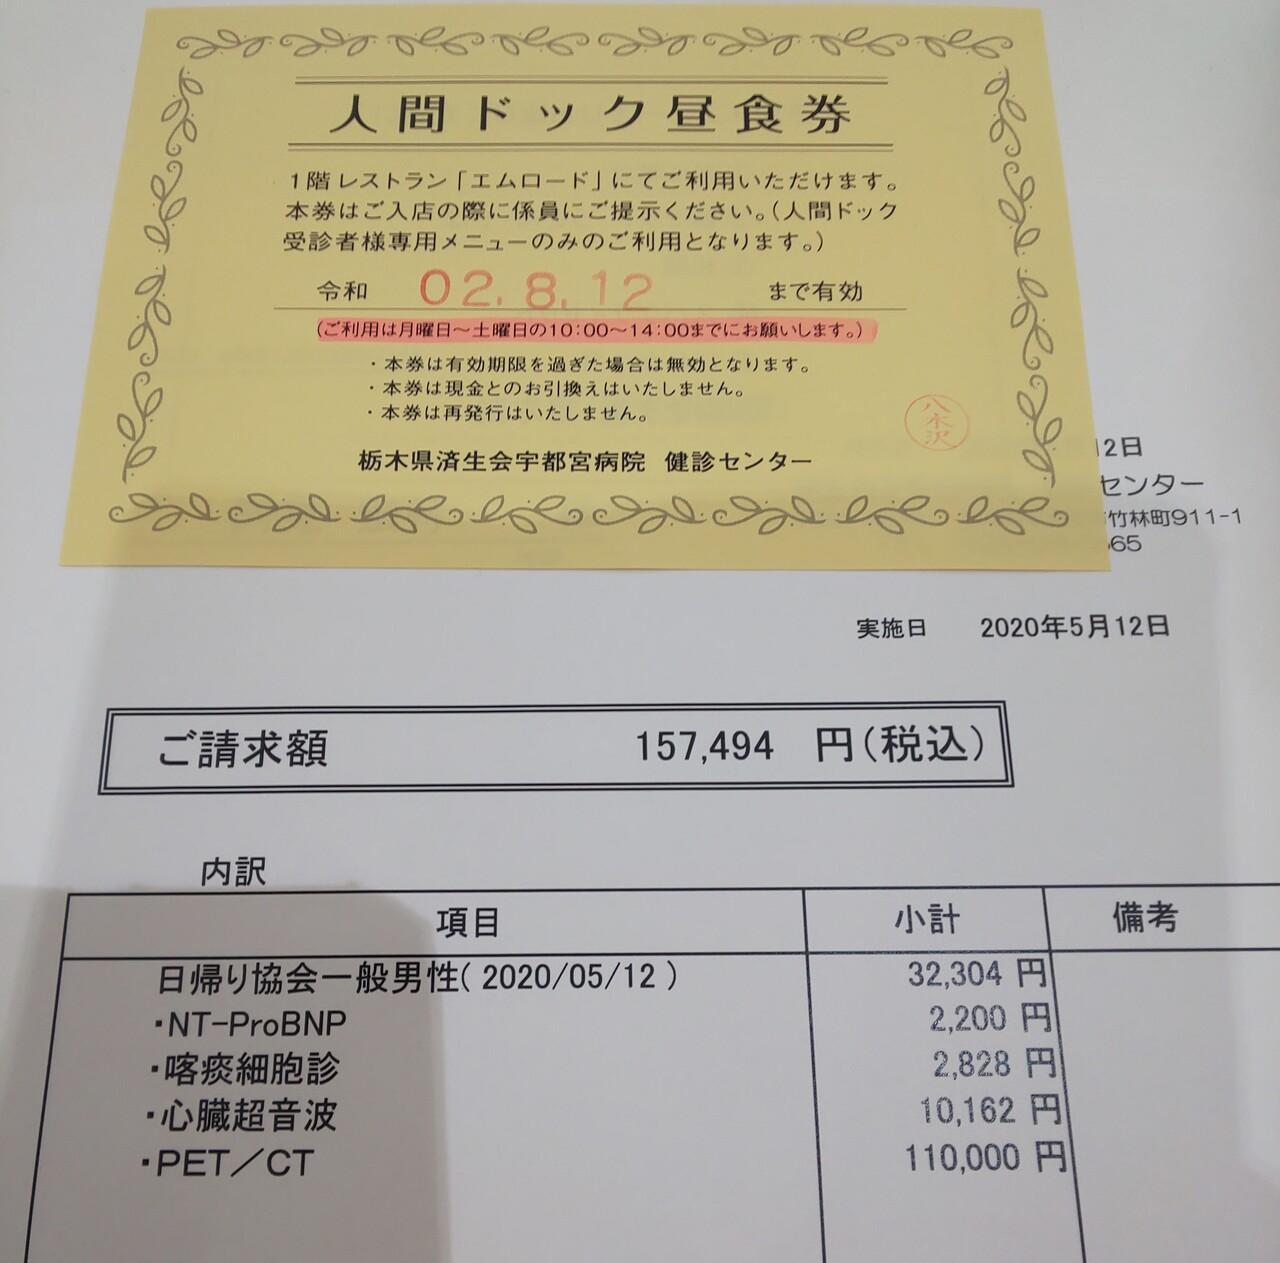 人間ドック昼食券
1階レストラン「エムロード」にてご利用いただけます。
本券はご入店の際に係員にご提示ください。(人間ドック
受診者様専用メニューのみのご利用となります。)
令和 02.8.12 まで有効
(ご利用は月曜日〜土曜日の10:00〜14:00までにお願いします。)
・本券は有効期限を過ぎた場合は無効となります。
・本券は現金とのお引換えはいたしません。
・本券は再発行はいたしません。
八木沢
栃木県済生会宇都宮病院 健診センター
12日
センター
竹林町911-1
565
実施日 2020年5月12日
ご請求額 157,494 円(税込)
内訳
項目 小計 備考
日帰り協会一般男性( 2020/05/12 ) 32,304 円
・NT-ProBNP 2,200 円
・喀痰細胞診 2,828 円
・心臓超音波 10,162 円
・PET/CT 110,000 円